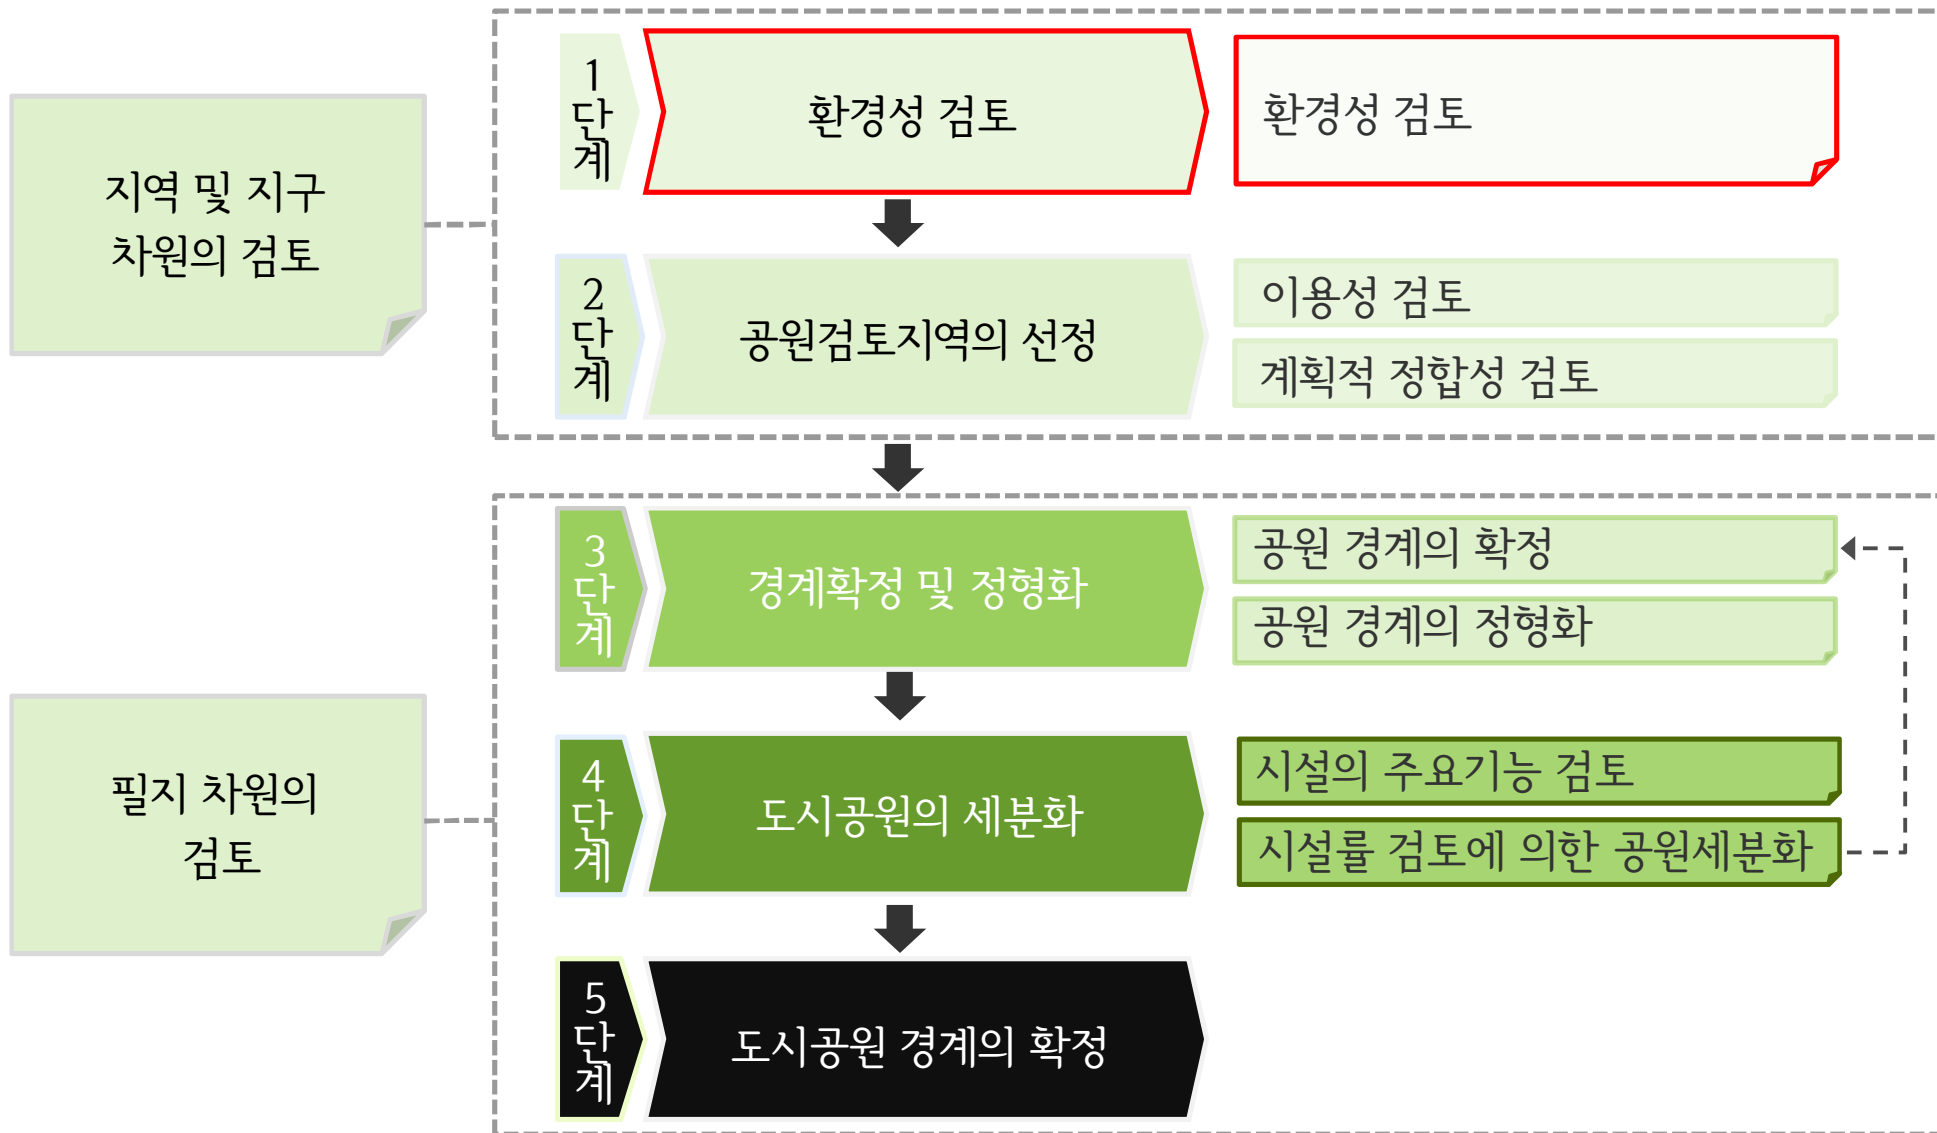 지역 및 지구
차원의 검토
1
단
계
환경성 검토
환경성 검토
2
단
계
공원검토지역의 선정
이용성 검토
계획적 정합성 검토
필지 차원의
검토
3
단
계
경계확정 및 정형화
공원 경계의 확정
공원 경계의 정형화
4
단
계
도시공원의 세분화
시설의 주요기능 검토
시설률 검토에 의한 공원세분화
5
단
계
도시공원 경계의 확정